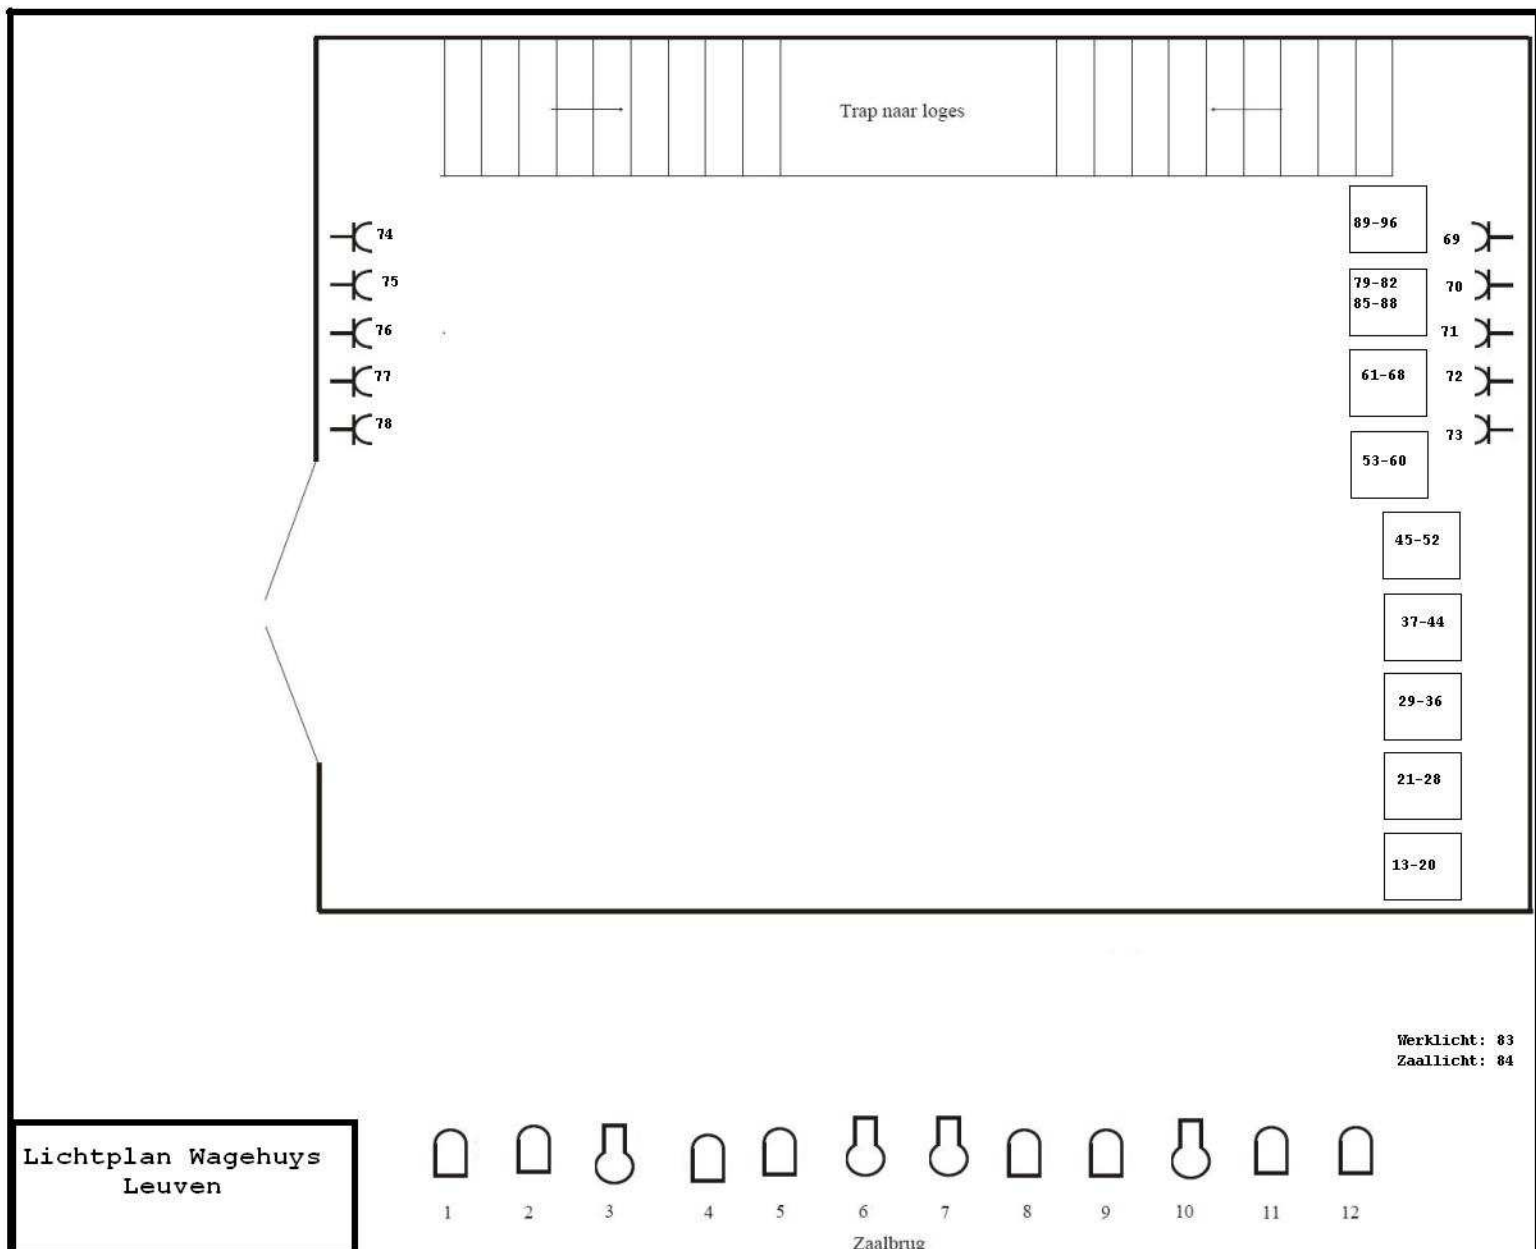 Trap naar loges
89-96
74
69
75
79-82
70
85-88
76
71
61-68
77
72
78
73
53-60
45-52
37-44
29-36
21-28
13-20
Werklicht: 83
Zaallicht: 84
Lichtplan Wagehuys
Leuven
1 2 3 4 5 6 7 8 9 10 11 12
Zaalbrug